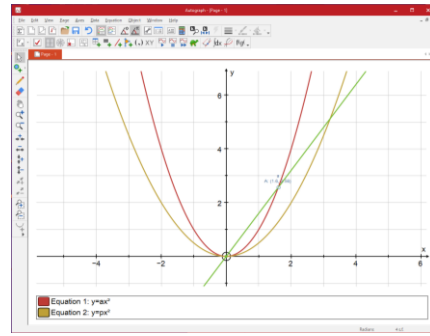 Autograph - [Page - 1]
File Edit View Page Axes Data Equation Object Window Help
Page - 1
y
6
4
2
x
-4 -2 2 4 6
Equation 1: y=ax²
Equation 2: y=px²
Radians